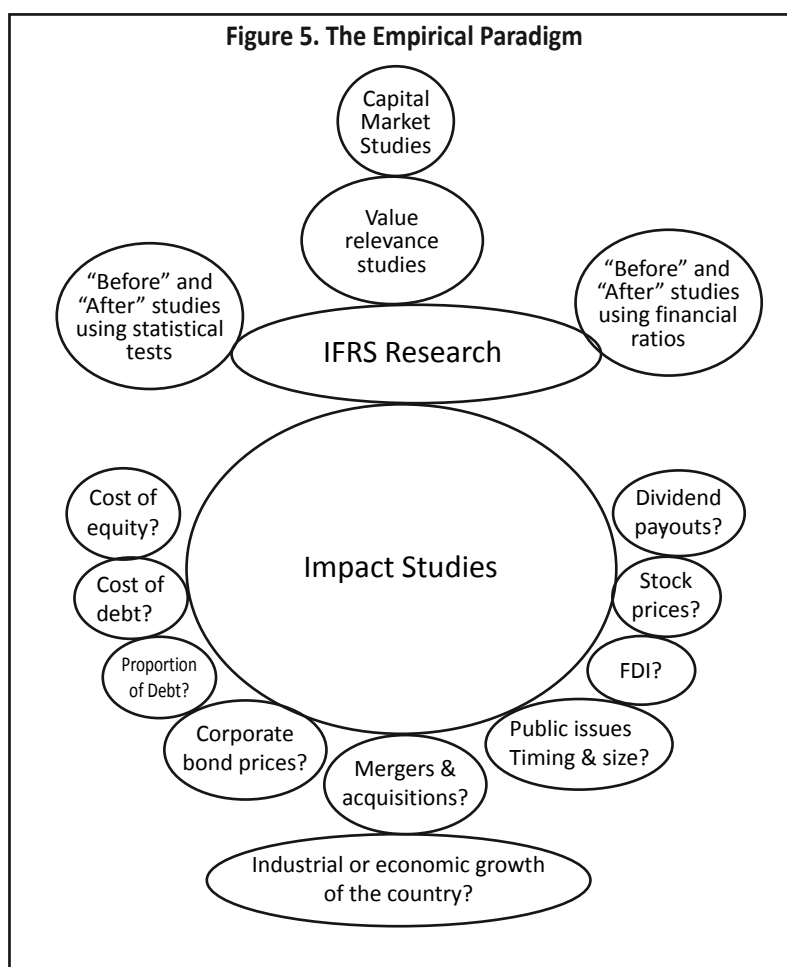 Figure 5. The Empirical Paradigm
Capital
Market
Studies
Value
relevance
studies
“Before” and
“After” studies
using statistical
tests
“Before” and
“After” studies
using financial
ratios
IFRS Research
Impact Studies
Cost of
equity?
Cost of
debt?
Proportion
of Debt?
Corporate
bond prices?
Mergers &
acquisitions?
Public issues
Timing & size?
FDI?
Stock
prices?
Dividend
payouts?
Industrial or economic growth
of the country?